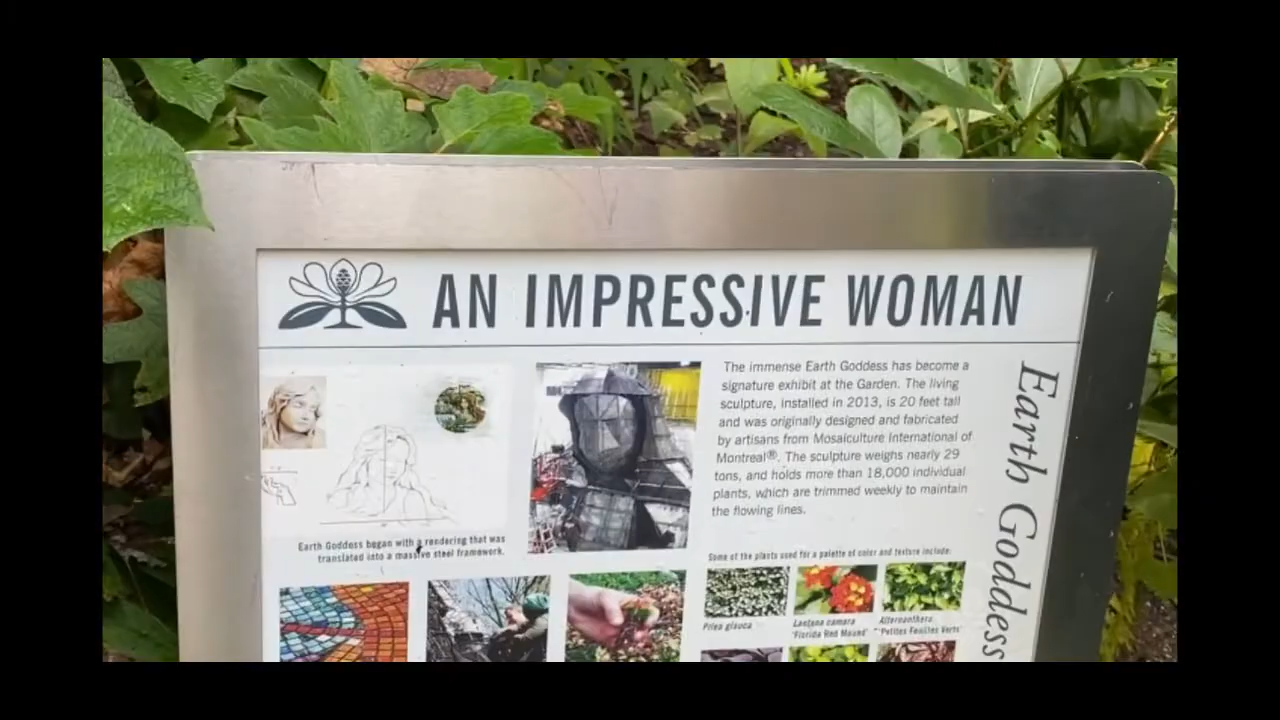 AN IMPRESSIVE WOMAN
The immense Earth Goddess has become a
signature exhibit at the Garden. The living
sculpture, installed in 2013, is 20 feet tall
and was originally designed and fabricated
by artisans from Mosaiculture International of
Montreal®. The sculpture weighs nearly 29
tons, and holds more than 18,000 individual
plants, which are trimmed weekly to maintain
the flowing lines.
Earth Goddess
Earth Goddess began with a rendering that was
translated into a massive steel framework.
Some of the plants used for a palette of color and texture include:
Pilea glauca
Lantana camara
'Florida Red Mound'
Alternanthera
'Petites Feuilles Verts'